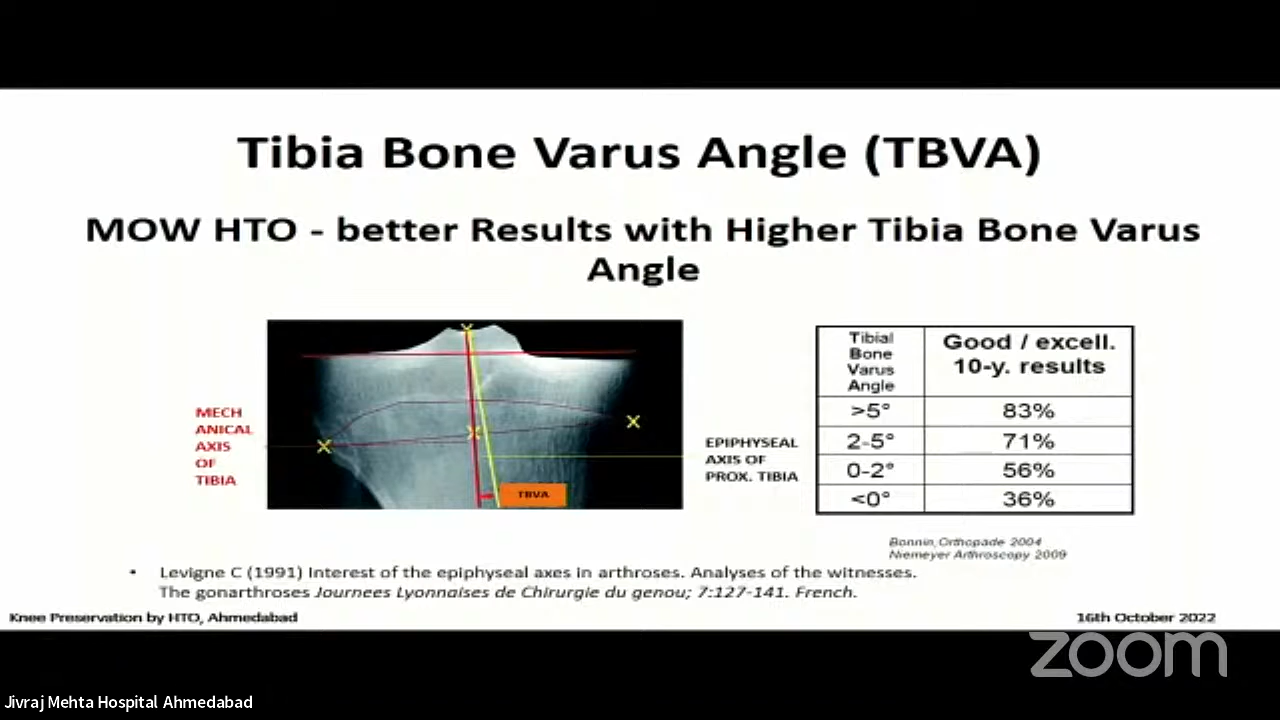 Tibia Bone Varus Angle (TBVA)
MOW HTO - better Results with Higher Tibia Bone Varus
Angle
MECH
ANICAL
AXIS
OF
TIBIA
TBVA
EPIPHYSEAL
AXIS OF
PROX. TIBIA
Tibial
Bone
Varus
Angle
Good / excell.
10-y. results
>5° 83%
2-5° 71%
0-2° 56%
<0° 36%
Bonnin,Orthopade 2004
Niemeyer Arthroscopy 2009
• Levigne C (1991) Interest of the epiphyseal axes in arthroses. Analyses of the witnesses.
The gonarthroses Journees Lyonnaises de Chirurgie du genou; 7:127-141. French.
Knee Preservation by HTO, Ahmedabad
16th October 2022
zoom
Jivraj Mehta Hospital Ahmedabad